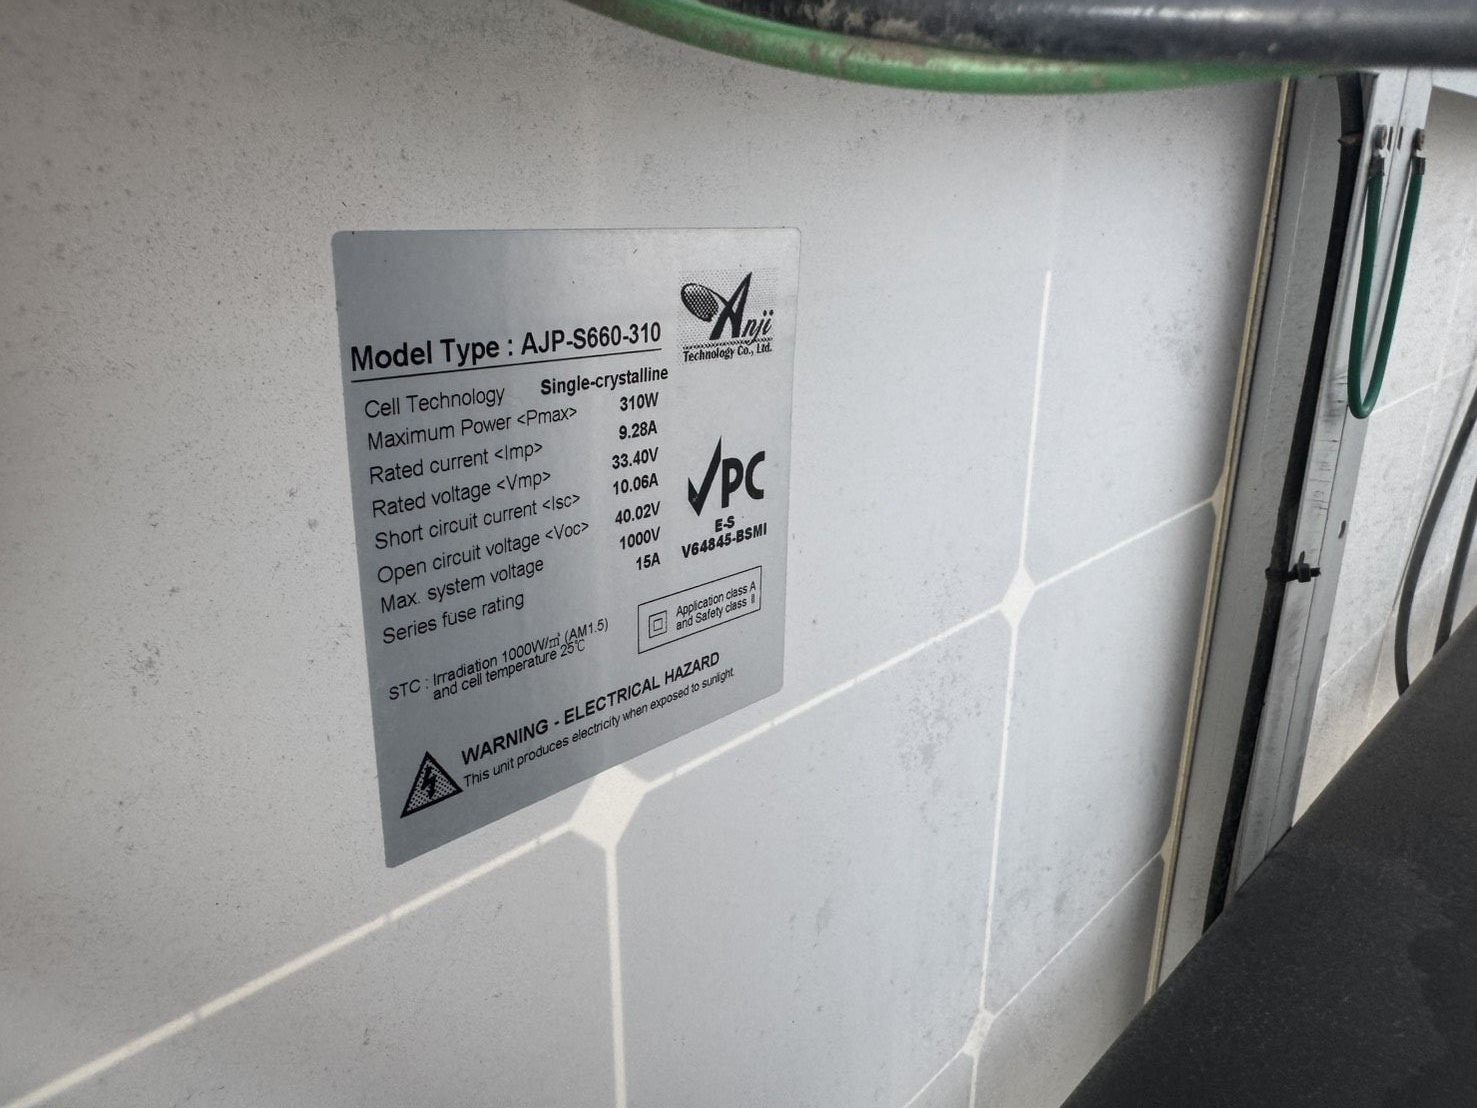 Anji
Technology Co., Ltd.
Model Type : AJP-S660-310
Cell Technology Single-crystalline
Maximum Power <Pmax> 310W
Rated current <Imp> 9.28A
Rated voltage <Vmp> 33.40V
Short circuit current <Isc> 10.06A
Open circuit voltage <Voc> 40.02V
Max. system voltage 1000V
Series fuse rating 15A
VPC
E-S
V64845-BSMI
Application class A
and Safety class Ⅱ
STC : Irradiation 1000W/㎡ (AM1.5)
and cell temperature 25℃
WARNING - ELECTRICAL HAZARD
This unit produces electricity when exposed to sunlight.